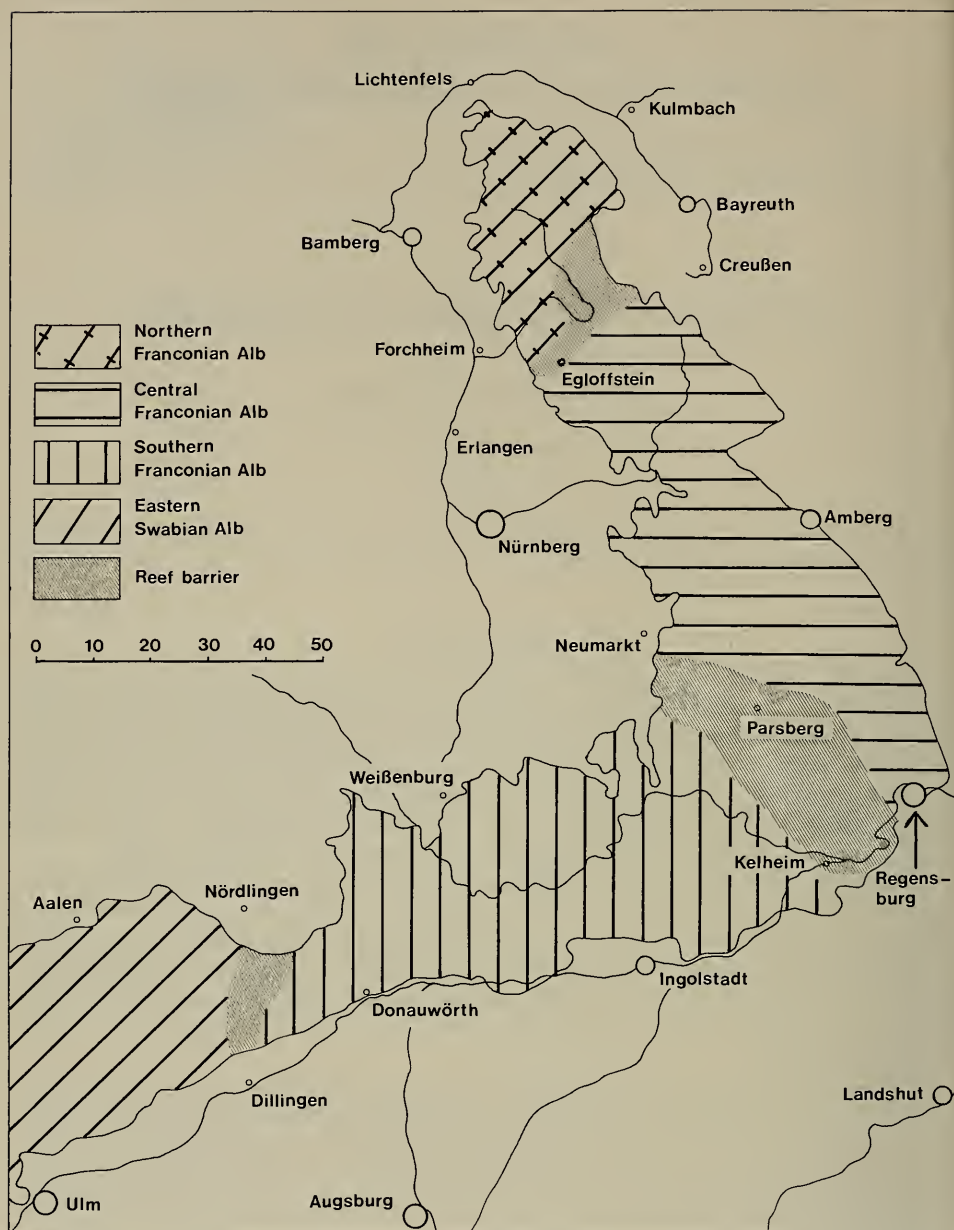 Lichtenfels
Kulmbach
Bayreuth
Bamberg
Creußen
Northern
Franconian Alb
Forchheim
Egloffstein
Central
Franconian Alb
Erlangen
Southern
Franconian Alb
Eastern
Swabian Alb
Nürnberg
Amberg
Reef barrier
0 10 20 30 40 50
Neumarkt
Parsberg
Weißenburg
Kelheim
Regens-
burg
Aalen
Nördlingen
Ingolstadt
Donauwörth
Dillingen
Landshut
Ulm
Augsburg